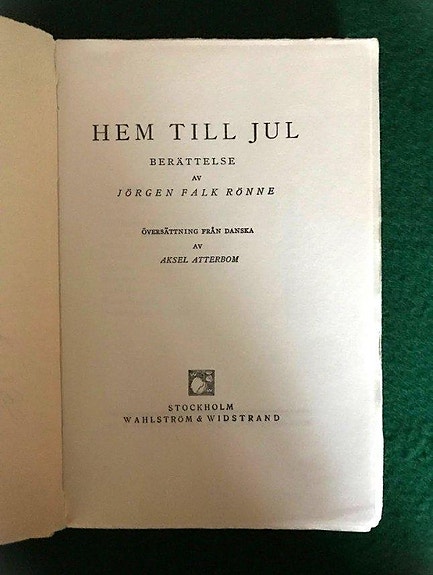 HEM TILL JUL
BERÄTTELSE
AV
JÖRGEN FALK RÖNNE
ÖVERSÄTTNING FRÅN DANSKA
AV
AKSEL ATTERBOM
STOCKHOLM
WAHLSTRÖM & WIDSTRAND